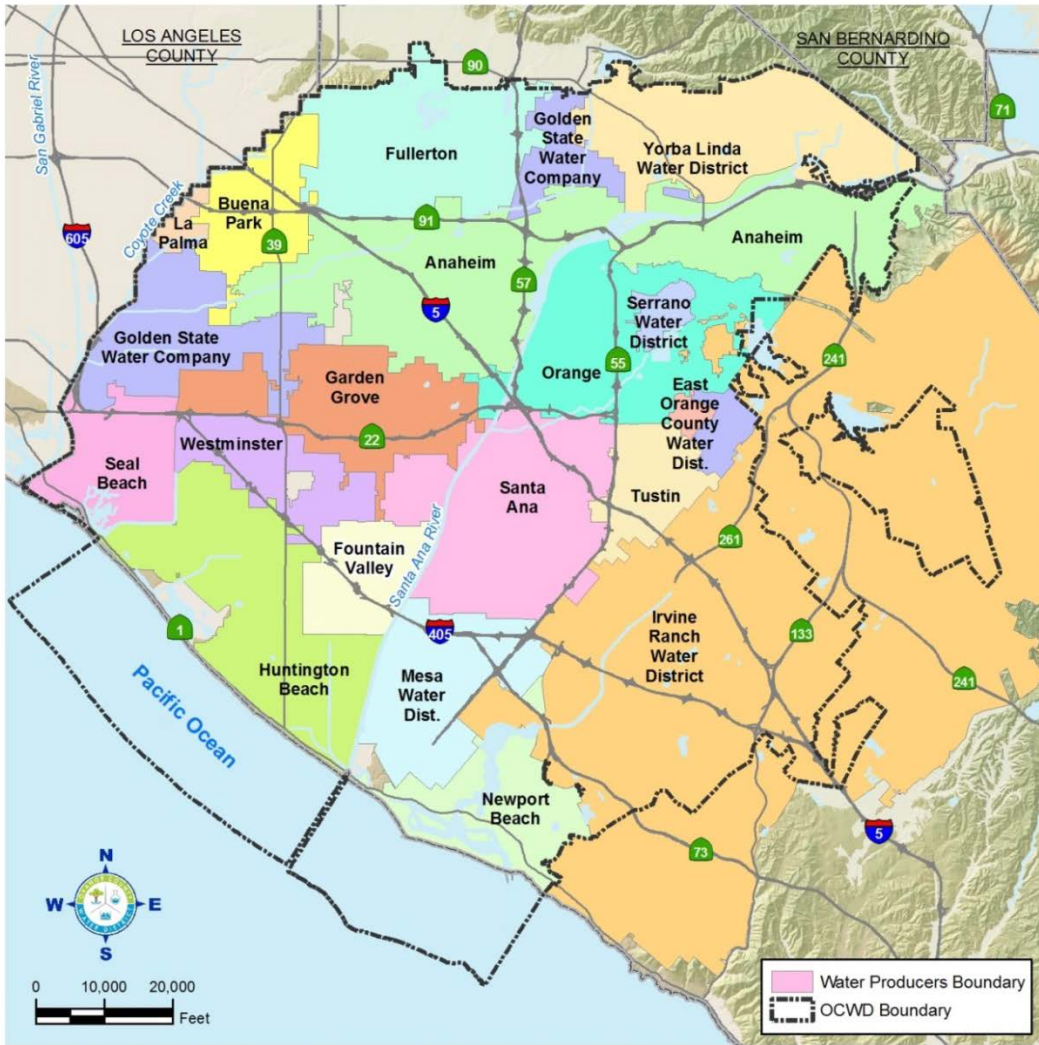 LOS ANGELES
COUNTY
SAN BERNARDINO
COUNTY
90
71
San Gabriel River
Coyote Creek
605
Fullerton
Golden
State
Water
Company
Yorba Linda
Water District
La
Palma
Buena
Park
39
91
Anaheim
57
5
Anaheim
Golden State
Water Company
Serrano
Water
District
241
Orange
55
Garden
Grove
East
Orange
County
Water
Dist.
22
Westminster
Seal
Beach
Santa
Ana
Tustin
Fountain
Valley
Santa Ana River
261
1
405
Irvine
Ranch
Water
District
133
241
Huntington
Beach
Mesa
Water
Dist.
Pacific Ocean
Newport
Beach
73
5
N
W
E
S
ORANGE COUNTY
WATER DISTRICT
0
10,000
20,000
Feet
Water Producers Boundary
OCWD Boundary